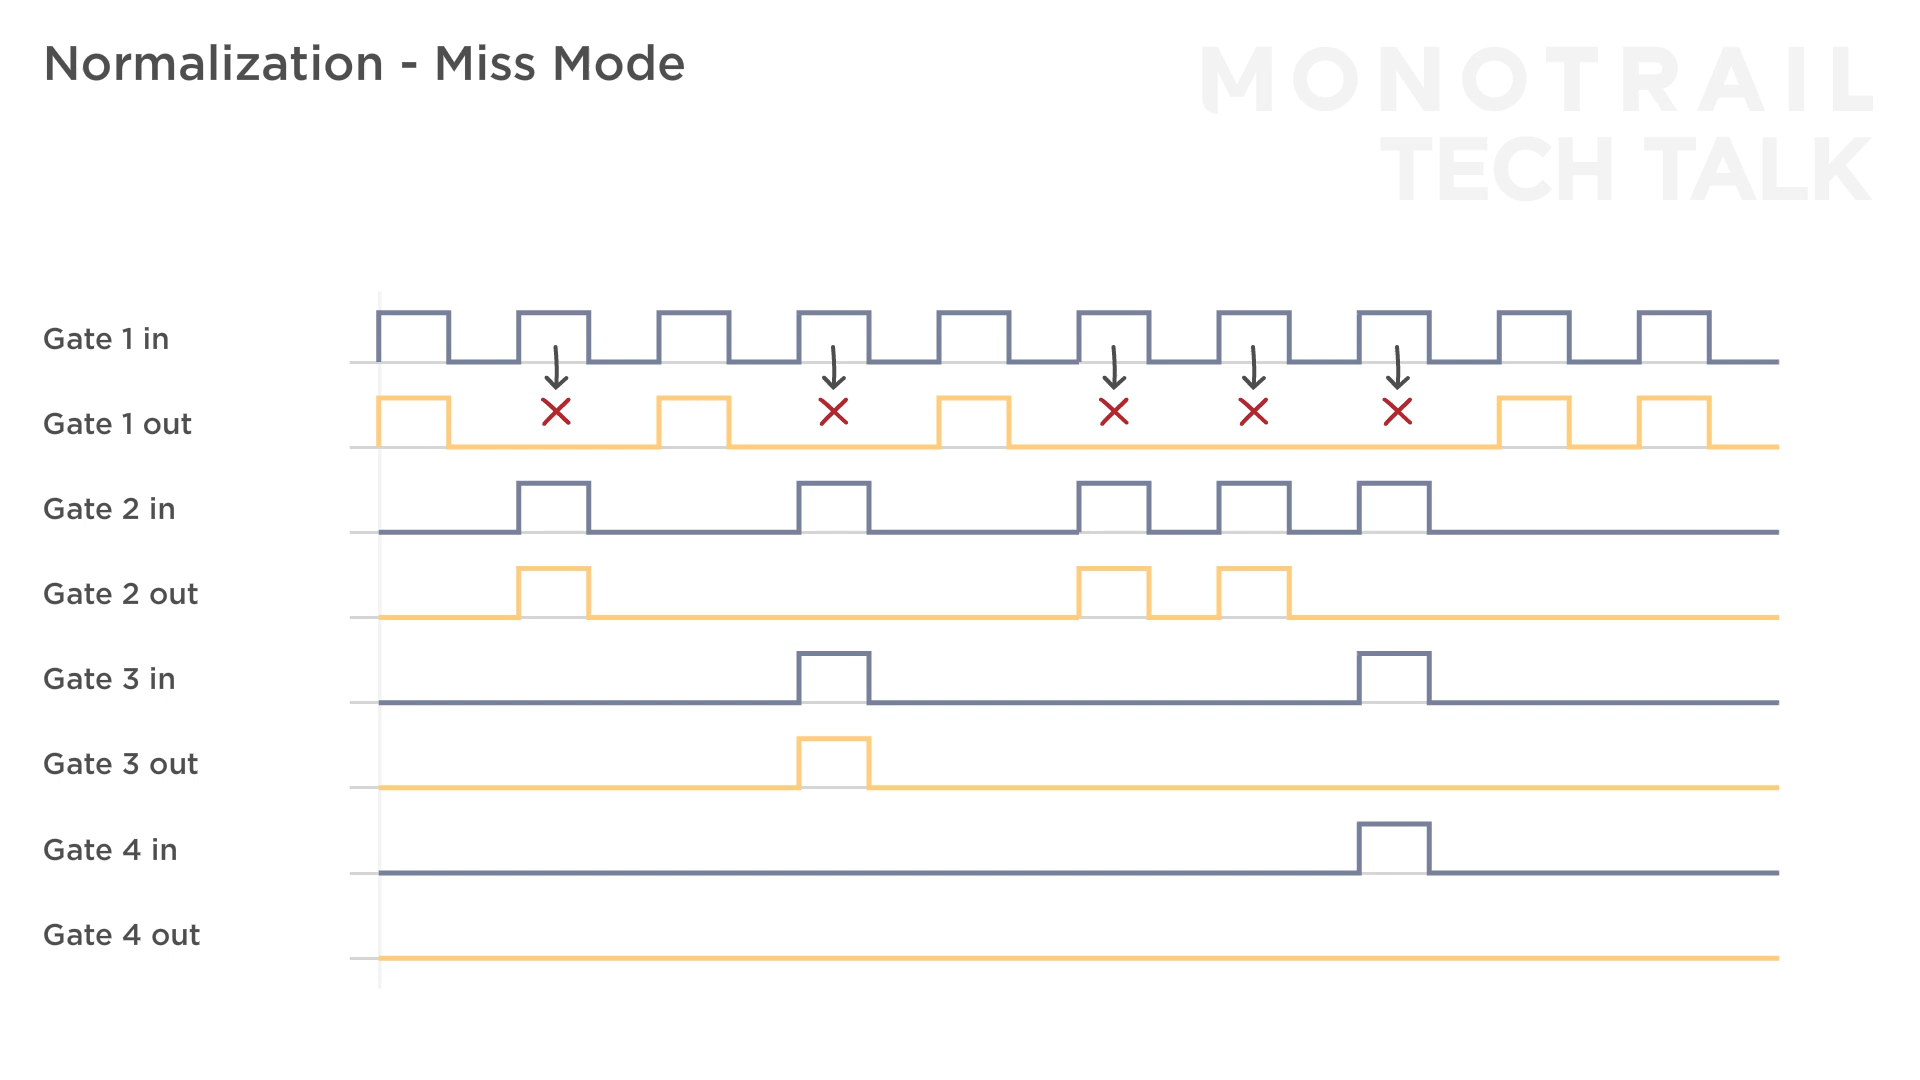 Normalization - Miss Mode
MONOTRAIL
TECH TALK
Gate 1 in
Gate 1 out
Gate 2 in
Gate 2 out
Gate 3 in
Gate 3 out
Gate 4 in
Gate 4 out